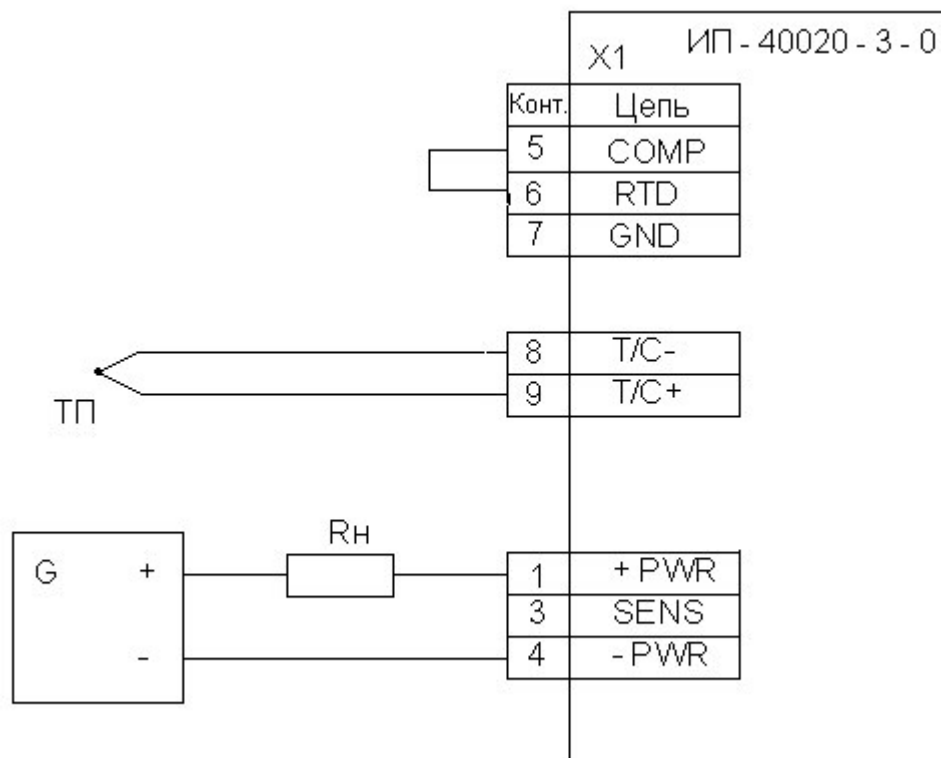 ИП - 40020 - 3 - 0
X1
Конт. Цепь
5 COMP
6 RTD
7 GND
8 T/C-
9 T/C+
ТП
Rн
G +
-
1 + PWR
3 SENS
4 - PWR